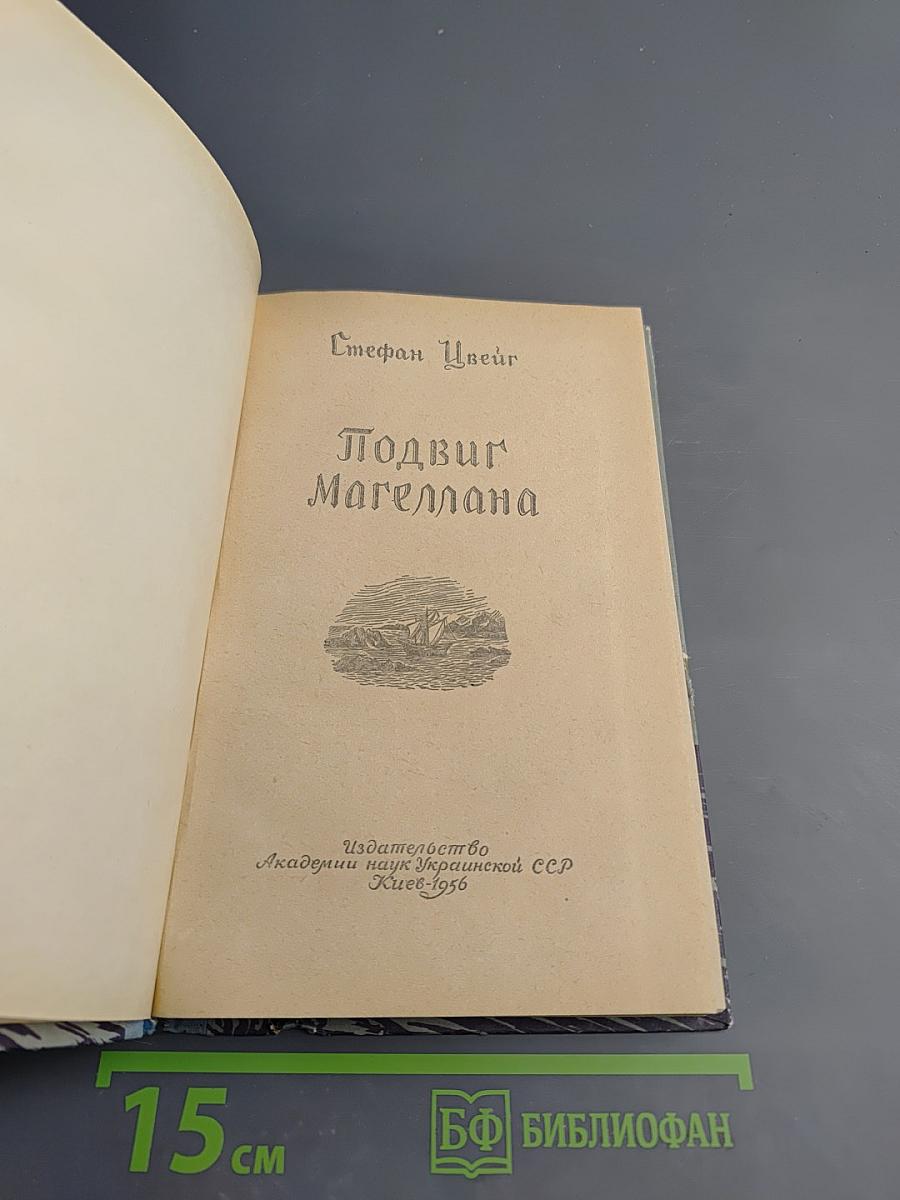 Стефан Цвейг
Подвиг
Магеллана
Издательство
Академии наук Украинской ССР
Киев-1956
15 см
БФ БИБЛИОФАН